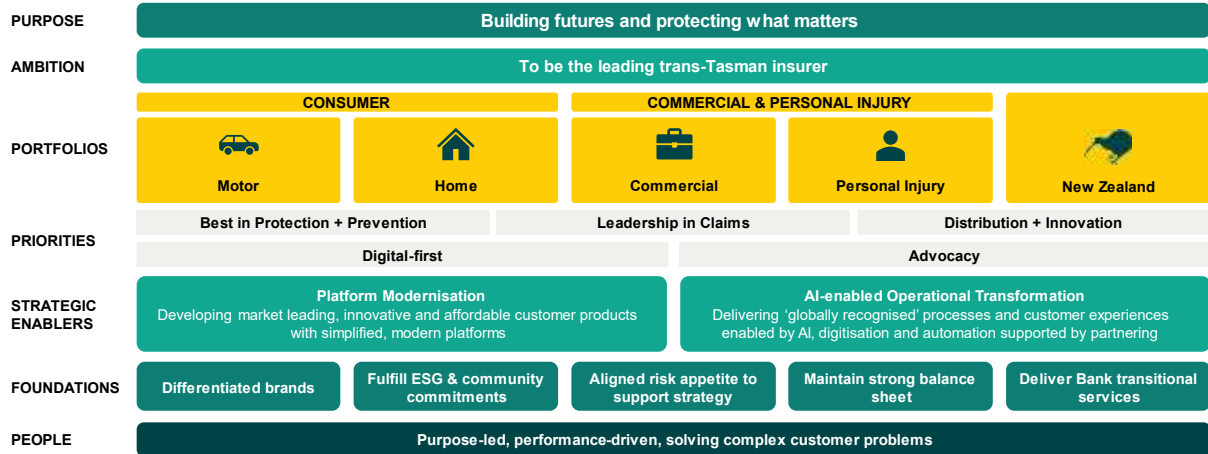 PURPOSE
Building futures and protecting what matters
AMBITION
To be the leading trans-Tasman insurer
CONSUMER
COMMERCIAL & PERSONAL INJURY
PORTFOLIOS
Motor
Home
Commercial
Personal Injury
New Zealand
PRIORITIES
Best in Protection + Prevention
Leadership in Claims
Distribution + Innovation
Digital-first
Advocacy
STRATEGIC
ENABLERS
Platform Modernisation
Developing market leading, innovative and affordable customer products
with simplified, modern platforms
AI-enabled Operational Transformation
Delivering ‘globally recognised’ processes and customer experiences
enabled by AI, digitisation and automation supported by partnering
FOUNDATIONS
Differentiated brands
Fulfill ESG & community
commitments
Aligned risk appetite to
support strategy
Maintain strong balance
sheet
Deliver Bank transitional
services
PEOPLE
Purpose-led, performance-driven, solving complex customer problems